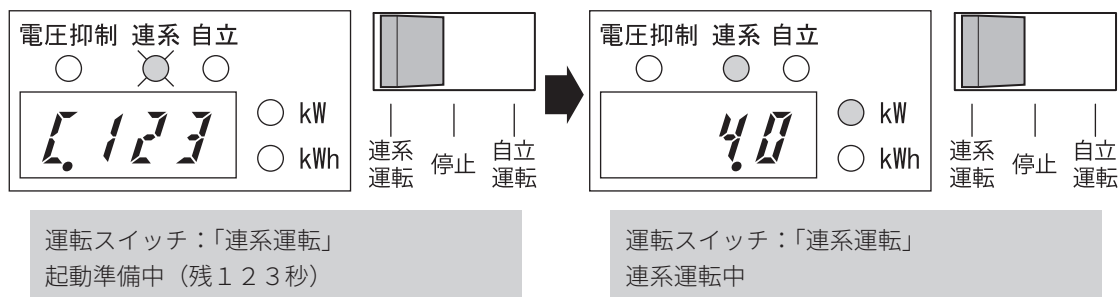 電圧抑制 連系 自立
C.123
kW
kWh
連系運転
停止
自立運転
電圧抑制 連系 自立
4.0
kW
kWh
連系運転
停止
自立運転
運転スイッチ：「連系運転」
起動準備中（残１２３秒）
運転スイッチ：「連系運転」
連系運転中